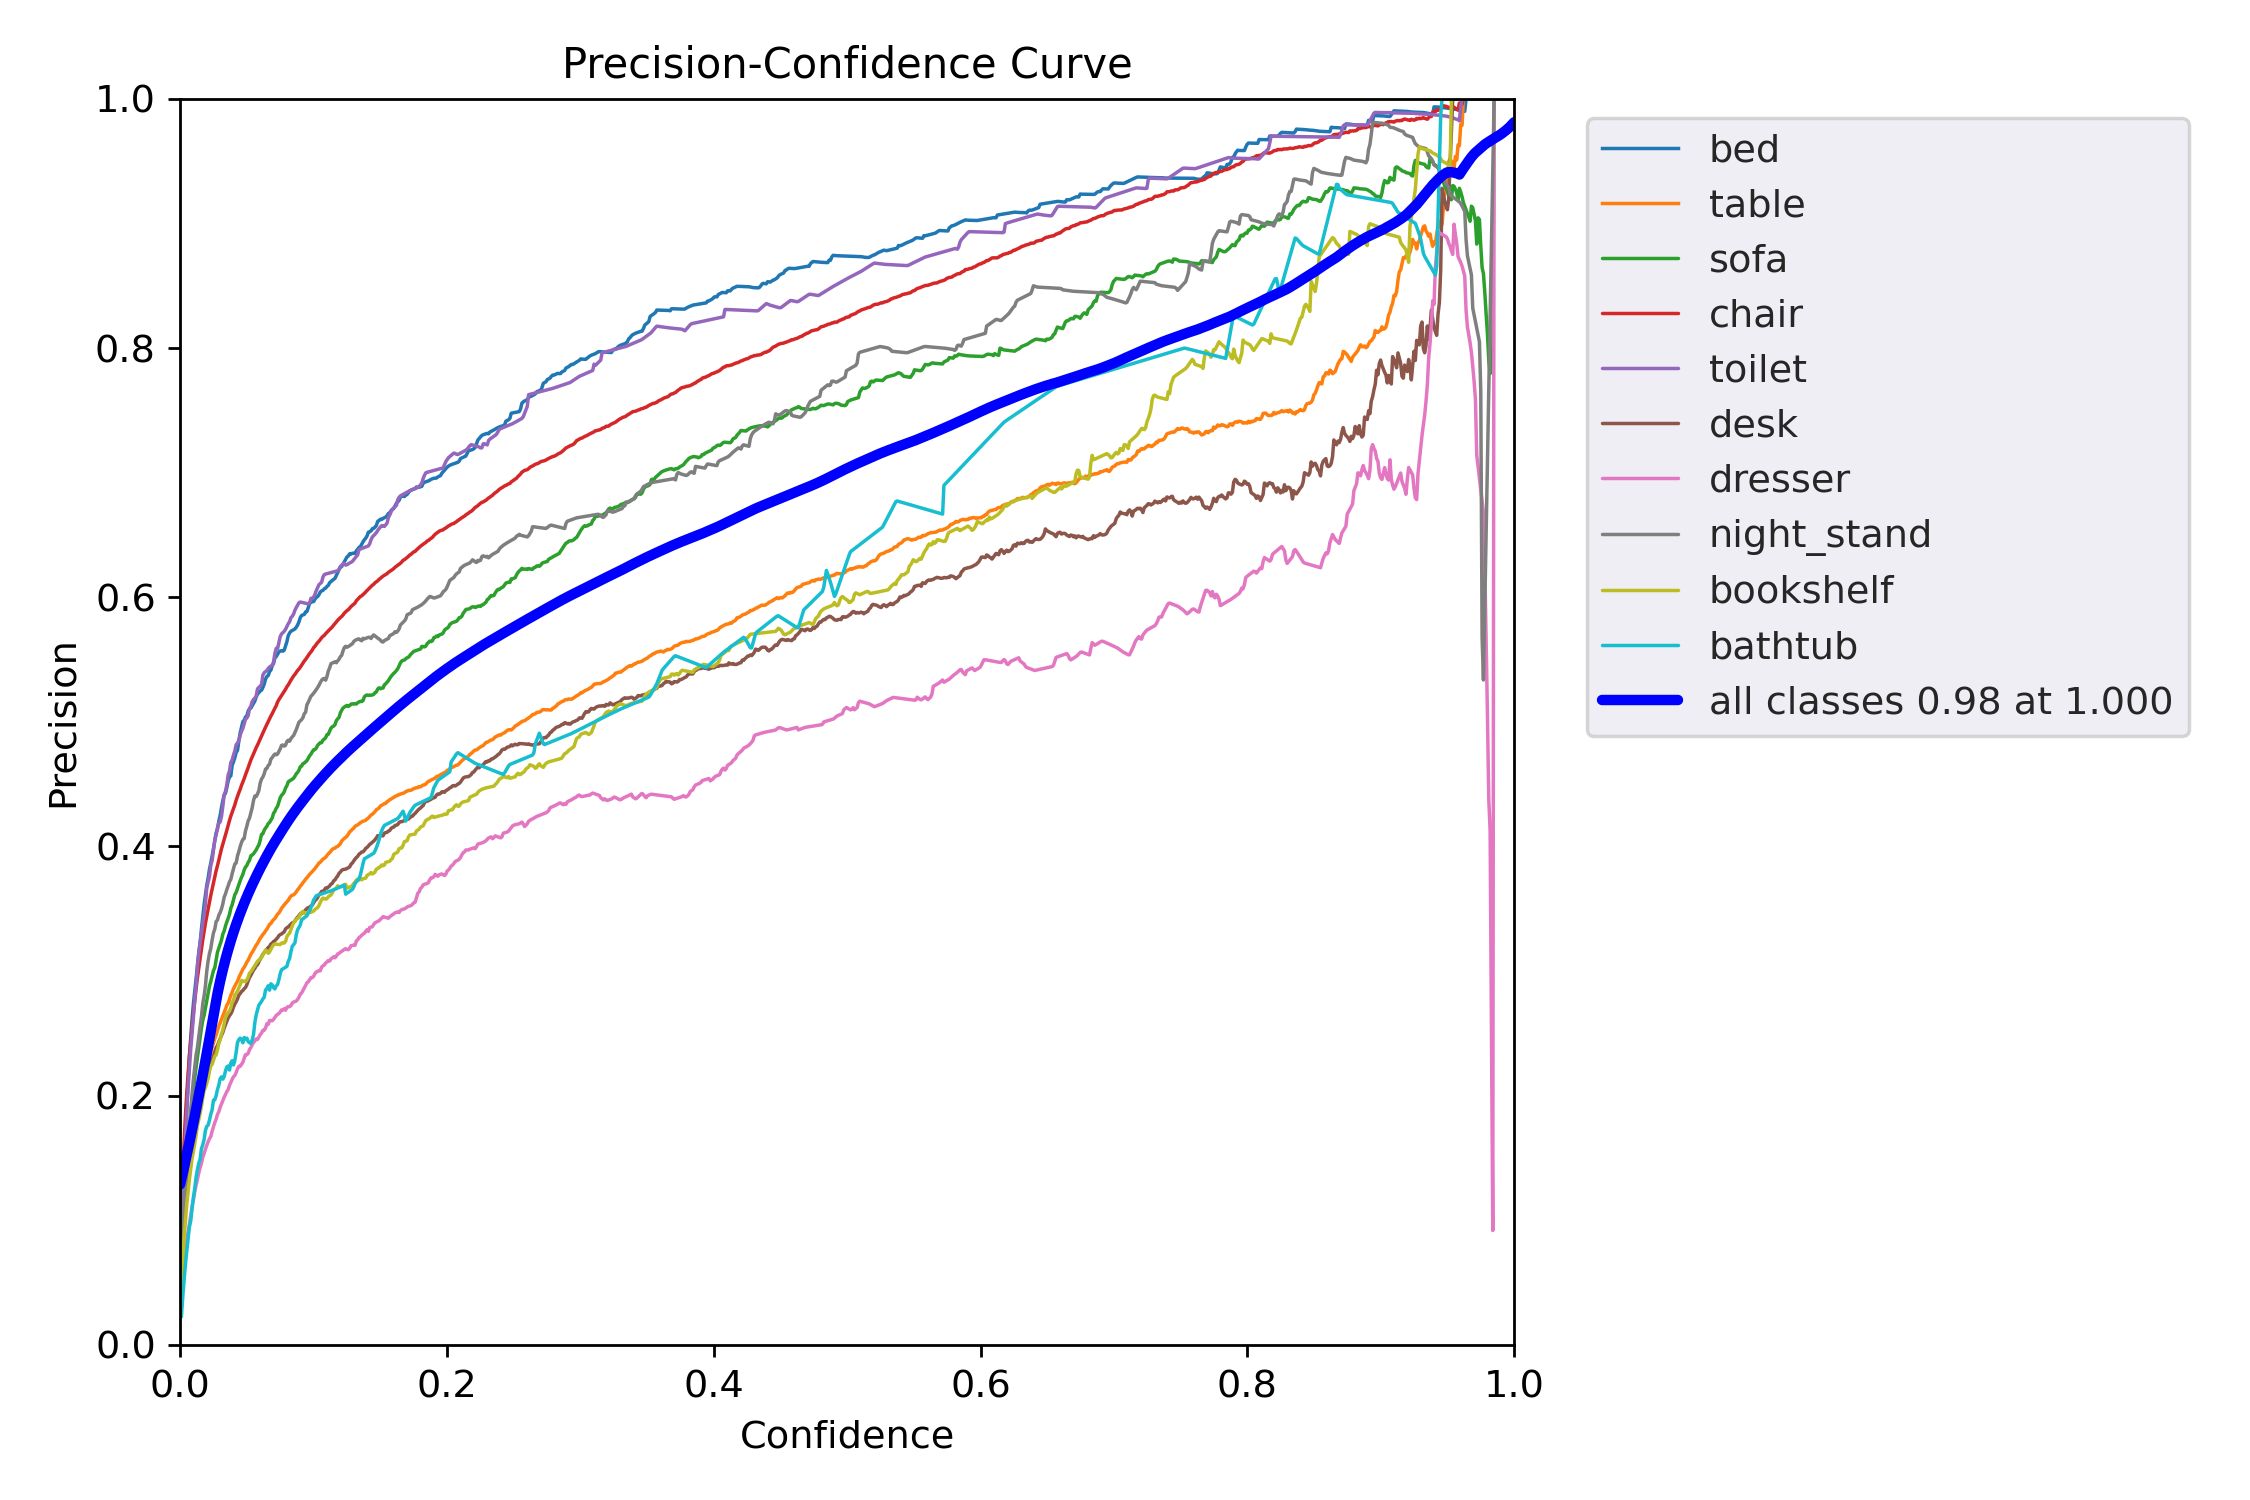 Precision-Confidence Curve
1.0
0.8
0.6
0.4
0.2
0.0
Precision
0.0 0.2 0.4 0.6 0.8 1.0
Confidence
bed
table
sofa
chair
toilet
desk
dresser
night_stand
bookshelf
bathtub
all classes 0.98 at 1.000